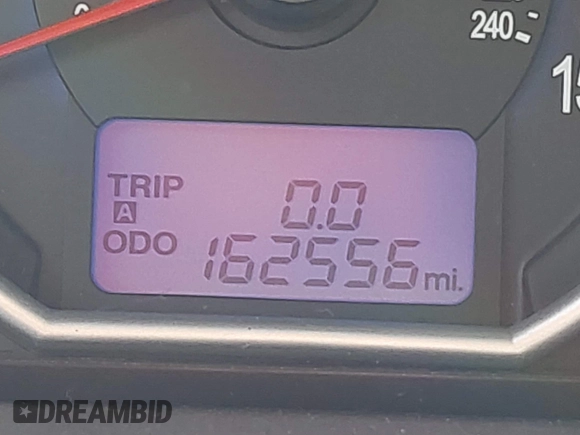 240
TRIP
A
0.0
ODO
162556 mi.
DREAMBID